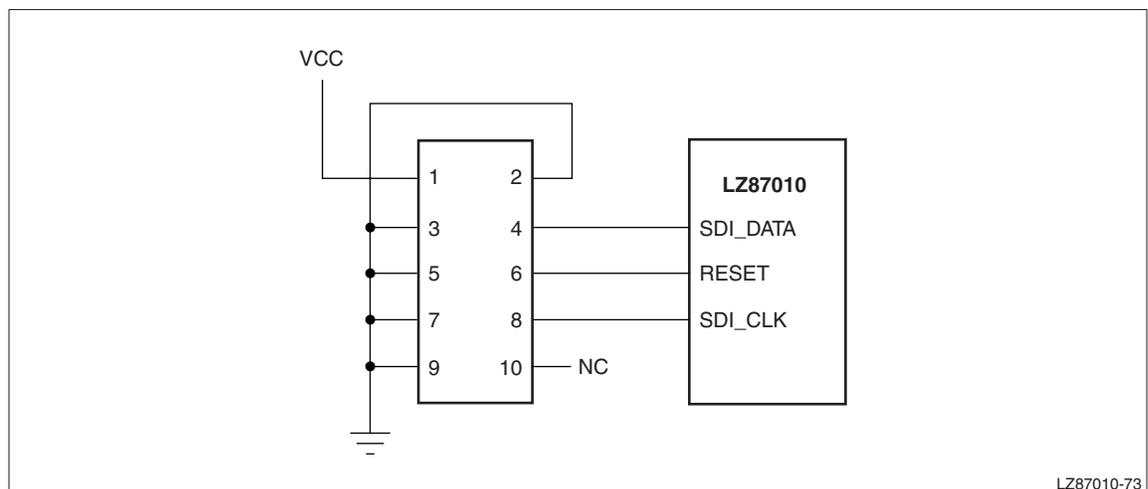 VCC
1 2
LZ87010
3 4 SDI_DATA
5 6 RESET
7 8 SDI_CLK
9 10 NC
LZ87010-73